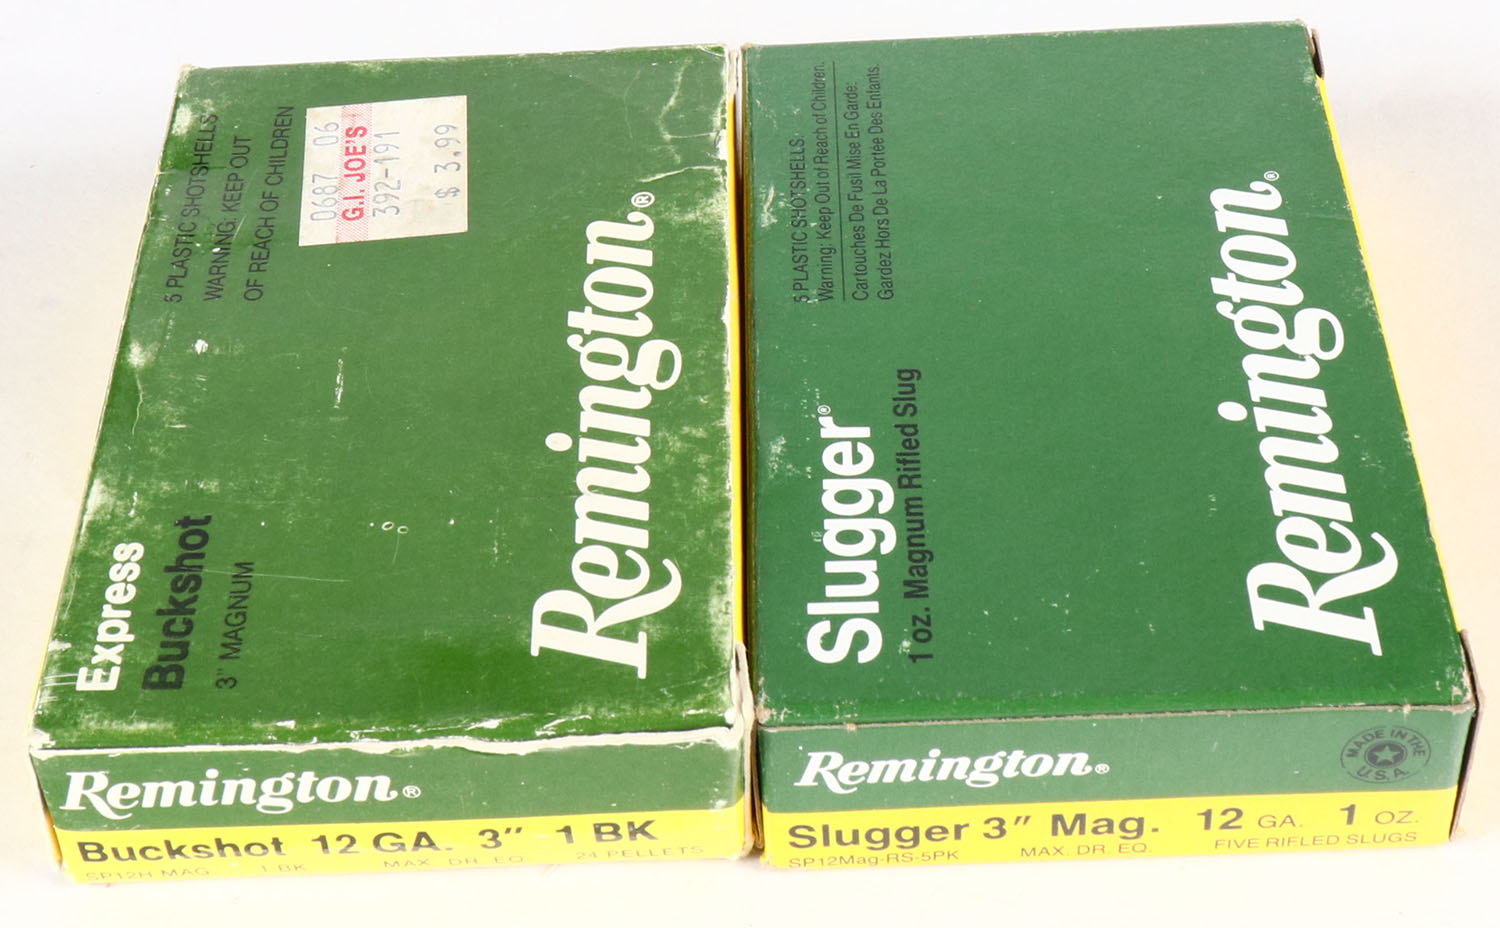 5 PLASTIC SHOTSHELLS
WARNING: KEEP OUT
OF REACH OF CHILDREN
0687 06
G.I. JOE'S
392-191
$ 3.99
Express
Buckshot
3" MAGNUM
Remington®
Remington®
Buckshot 12 GA. 3" 1 BK
SP12H MAG 1 BK MAX. DR. EQ. 24 PELLETS
5 PLASTIC SHOTSHELLS
Warning: Keep Out of Reach of Children.
Cartouches De Fusil Mise En Garde:
Gardez Hors De La Portée Des Enfants.
Slugger®
1 oz. Magnum Rifled Slug
Remington®
Remington®
MADE IN THE U.S.A.
Slugger 3" Mag. 12 GA. 1 OZ.
SP12Mag-RS-5PK MAX. DR. EQ. FIVE RIFLED SLUGS